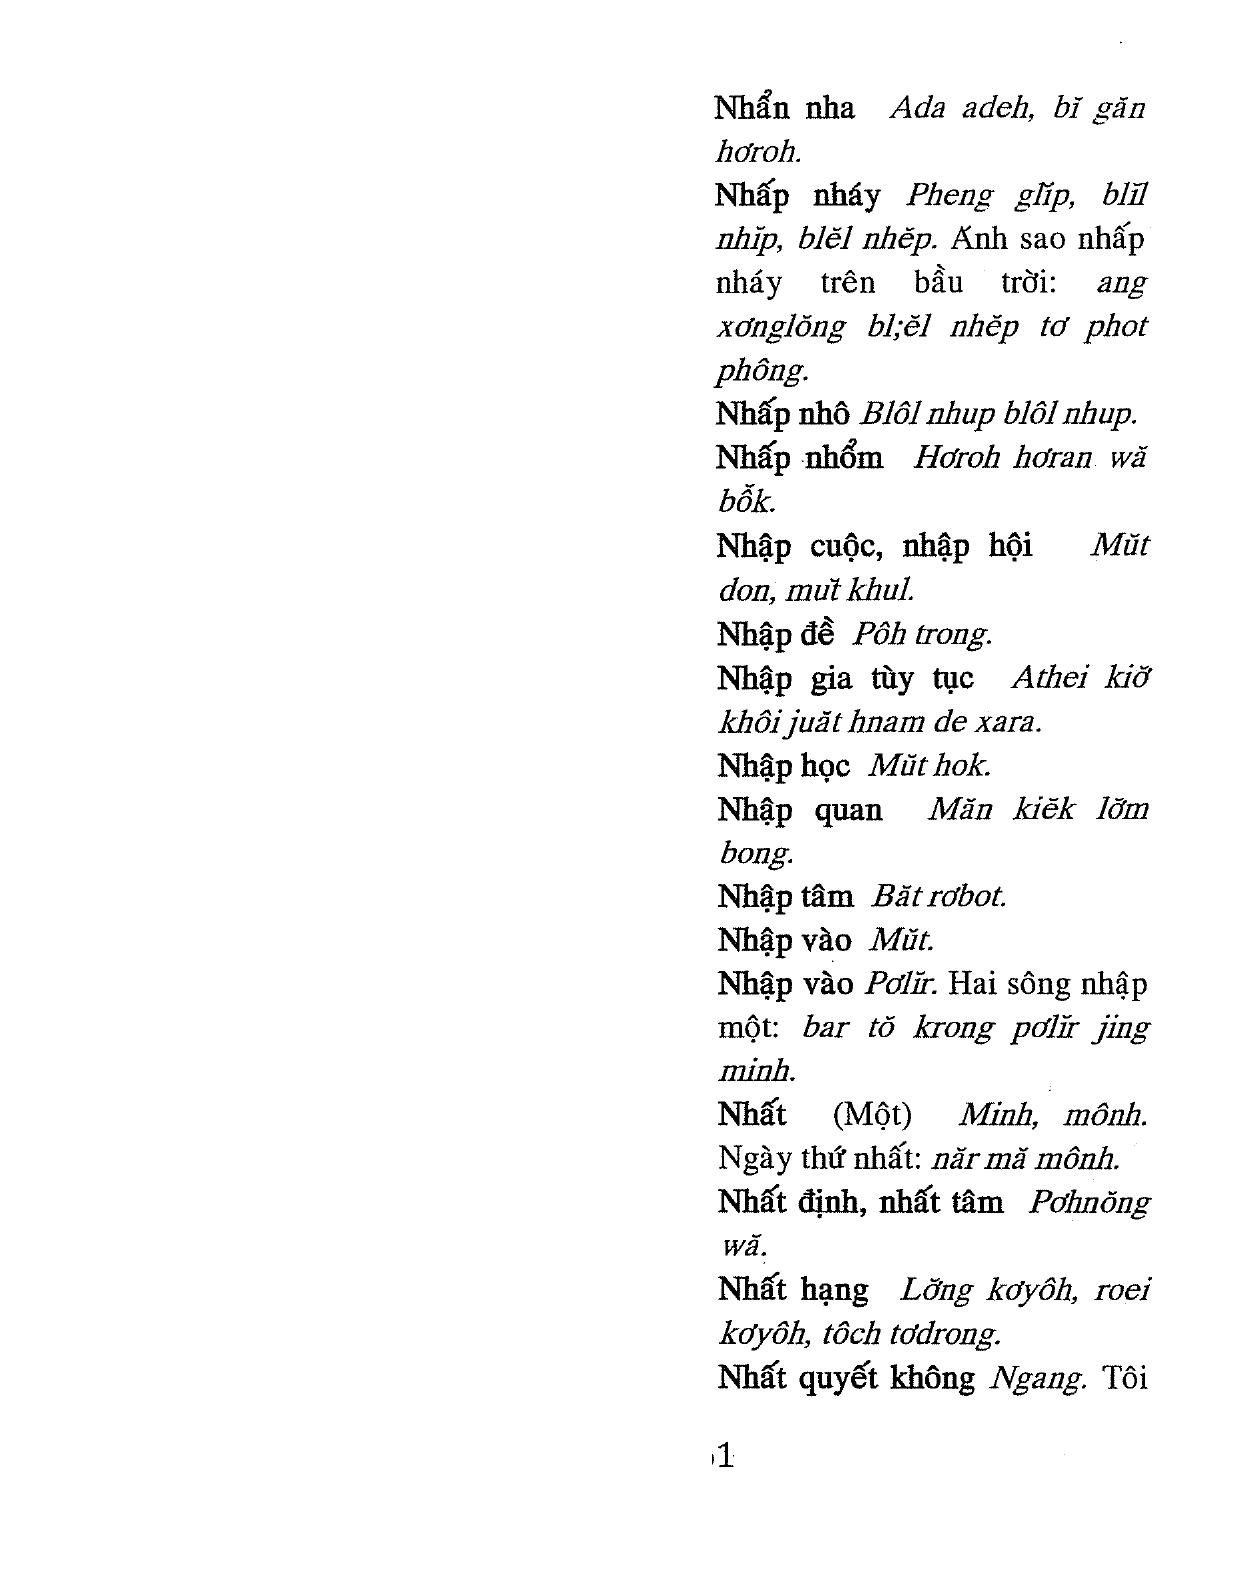 Nhẩn nha Ada adeh, bĭ găn
hơroh.
Nhấp nháy Pheng glĭp, blĭl
nhĭp, blĕl nhĕp. Ánh sao nhấp
nháy trên bầu trời: ang
xơnglŏng bl;ĕl nhĕp tơ phot
phông.
Nhấp nhô Blôl nhup blôl nhup.
Nhấp nhổm Hơroh hơran wă
bô̆k.
Nhập cuộc, nhập hội Mŭt
don, mut̆ khul.
Nhập đề Pôh trong.
Nhập gia tùy tục Athei kiơ̆
khôi juăt hnam de xara.
Nhập học Mŭt hok.
Nhập quan Măn kiĕk lơ̆m
bong.
Nhập tâm Băt rơbot.
Nhập vào Mŭt.
Nhập vào Pơlĭr. Hai sông nhập
một: bar tŏ krong pơlĭr jing
minh.
Nhất (Một) Minh, mônh.
Ngày thứ nhất: năr mă mônh.
Nhất định, nhất tâm Pơhnŏng
wă.
Nhất hạng Lơ̆ng kơyôh, roei
kơyôh, tôch tơdrong.
Nhất quyết không Ngang. Tôi
1